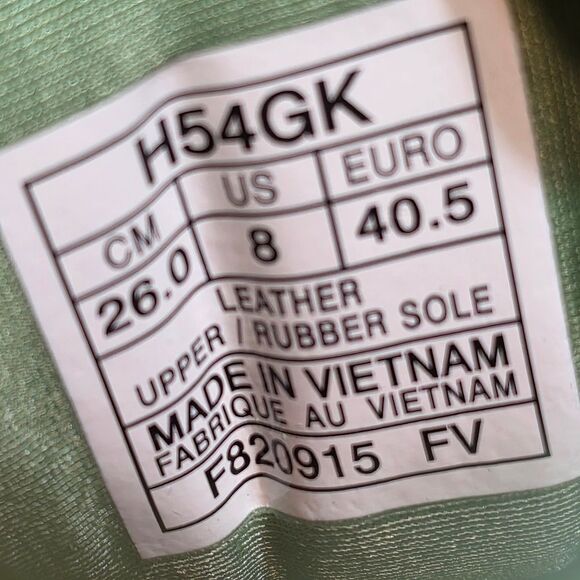 H54GK
CM US EURO
26.0 8 40.5
LEATHER
UPPER / RUBBER SOLE
MADE IN VIETNAM
FABRIQUE AU VIETNAM
F820915 FV